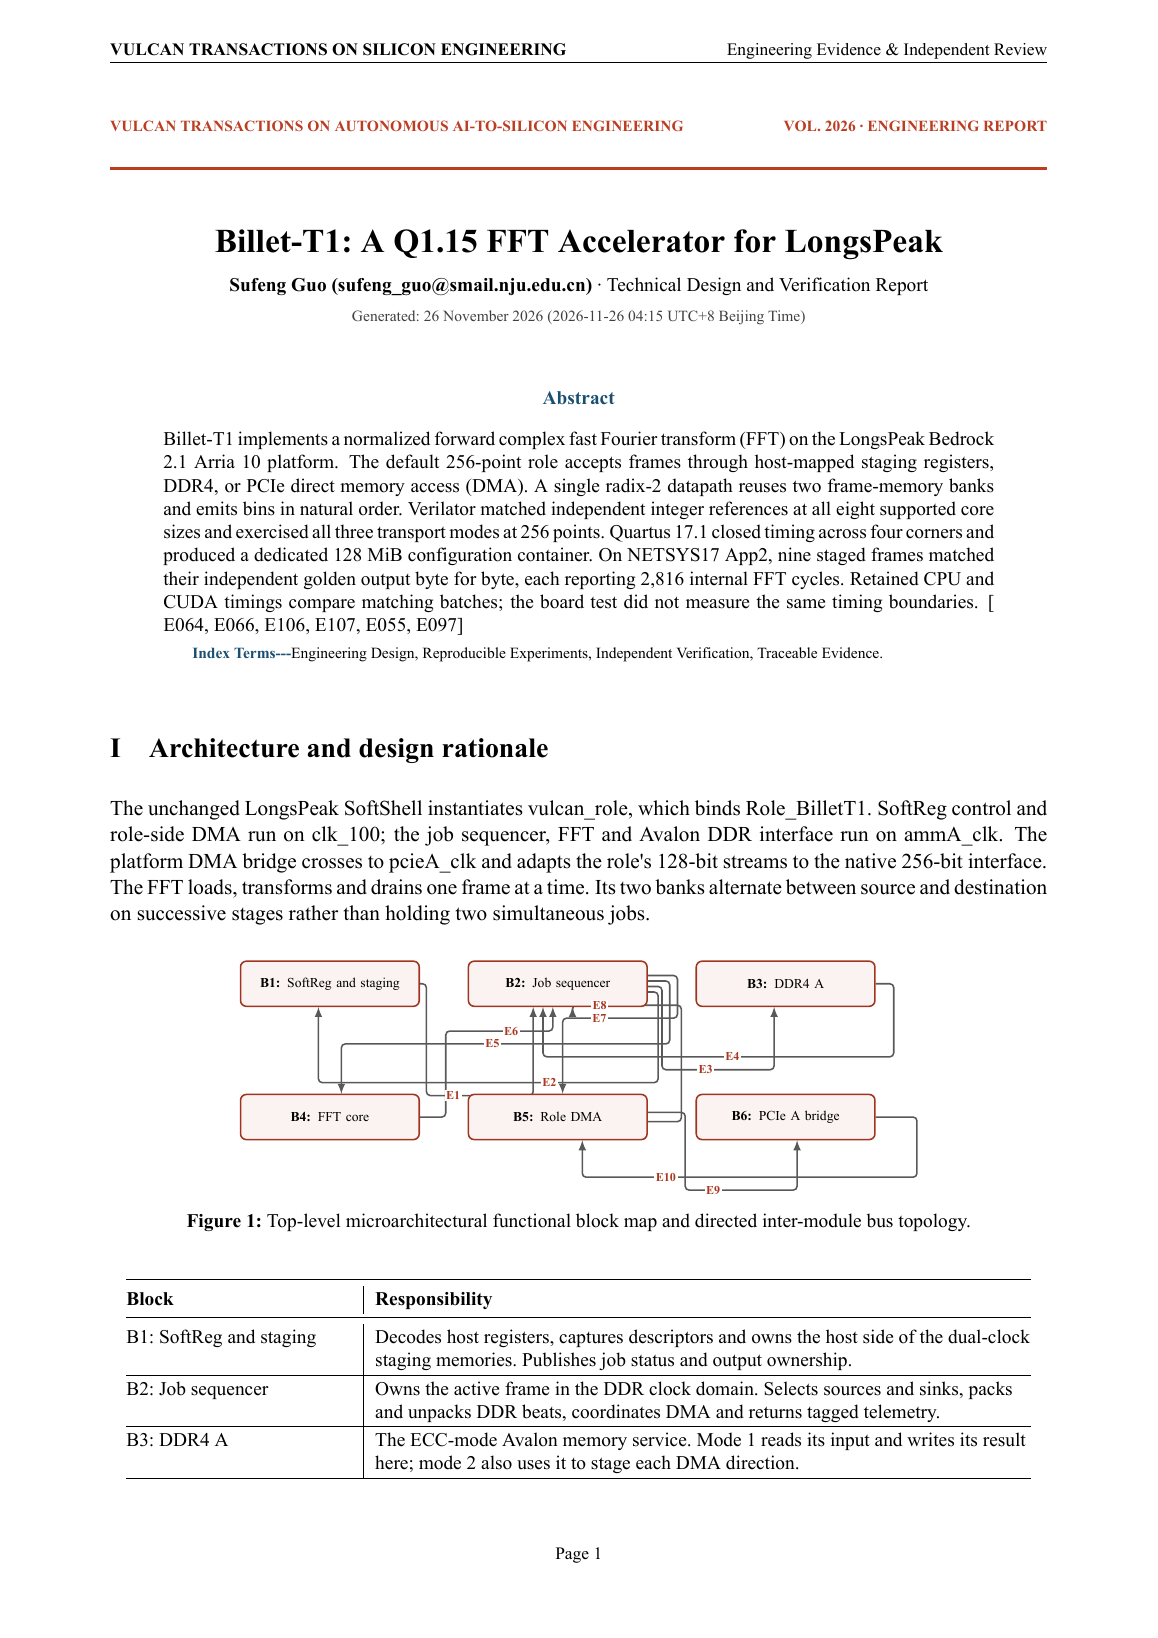 VULCAN TRANSACTIONS ON SILICON ENGINEERING Engineering Evidence & Independent Review
VULCAN TRANSACTIONS ON AUTONOMOUS AI-TO-SILICON ENGINEERING VOL. 2026 · ENGINEERING REPORT
Billet-T1: A Q1.15 FFT Accelerator for LongsPeak
Sufeng Guo (sufeng_guo@smail.nju.edu.cn) · Technical Design and Verification Report
Generated: 26 November 2026 (2026-11-26 04:15 UTC+8 Beijing Time)
Abstract
Billet-T1 implements a normalized forward complex fast Fourier transform (FFT) on the LongsPeak Bedrock
2.1 Arria 10 platform. The default 256-point role accepts frames through host-mapped staging registers,
DDR4, or PCIe direct memory access (DMA). A single radix-2 datapath reuses two frame-memory banks
and emits bins in natural order. Verilator matched independent integer references at all eight supported core
sizes and exercised all three transport modes at 256 points. Quartus 17.1 closed timing across four corners and
produced a dedicated 128 MiB configuration container. On NETSYS17 App2, nine staged frames matched
their independent golden output byte for byte, each reporting 2,816 internal FFT cycles. Retained CPU and
CUDA timings compare matching batches; the board test did not measure the same timing boundaries. [
E064, E066, E106, E107, E055, E097]
Index Terms---Engineering Design, Reproducible Experiments, Independent Verification, Traceable Evidence.
I Architecture and design rationale
The unchanged LongsPeak SoftShell instantiates vulcan_role, which binds Role_BilletT1. SoftReg control and
role-side DMA run on clk_100; the job sequencer, FFT and Avalon DDR interface run on ammA_clk. The
platform DMA bridge crosses to pcieA_clk and adapts the role's 128-bit streams to the native 256-bit interface.
The FFT loads, transforms and drains one frame at a time. Its two banks alternate between source and destination
on successive stages rather than holding two simultaneous jobs.
B1: SoftReg and staging B2: Job sequencer B3: DDR4 A
E8
E7
E6
E5
E4
E3
E2
E1
B4: FFT core B5: Role DMA B6: PCIe A bridge
E10
E9
Figure 1: Top-level microarchitectural functional block map and directed inter-module bus topology.
Block Responsibility
B1: SoftReg and staging Decodes host registers, captures descriptors and owns the host side of the dual-clock
staging memories. Publishes job status and output ownership.
B2: Job sequencer Owns the active frame in the DDR clock domain. Selects sources and sinks, packs
and unpacks DDR beats, coordinates DMA and returns tagged telemetry.
B3: DDR4 A The ECC-mode Avalon memory service. Mode 1 reads its input and writes its result
here; mode 2 also uses it to stage each DMA direction.
Page 1